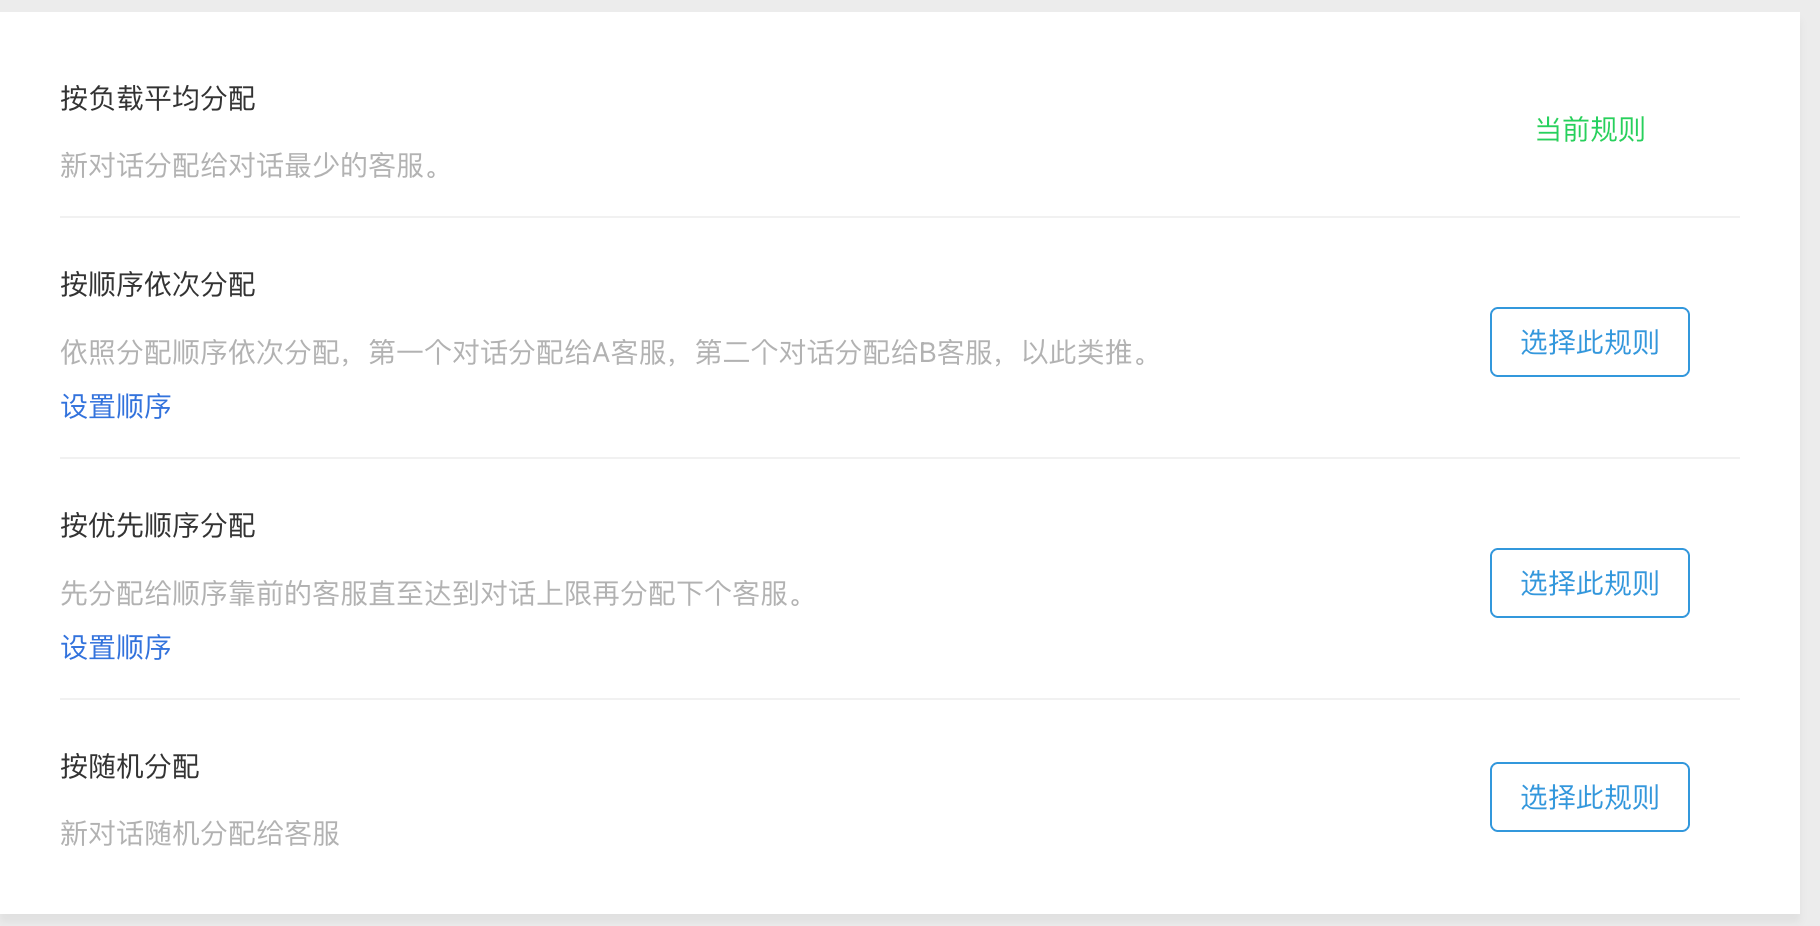 按负载平均分配
当前规则
新对话分配给对话最少的客服。
按顺序依次分配
选择此规则
依照分配顺序依次分配，第一个对话分配给A客服，第二个对话分配给B客服，以此类推。
设置顺序
按优先顺序分配
选择此规则
先分配给顺序靠前的客服直至达到对话上限再分配下个客服。
设置顺序
按随机分配
选择此规则
新对话随机分配给客服